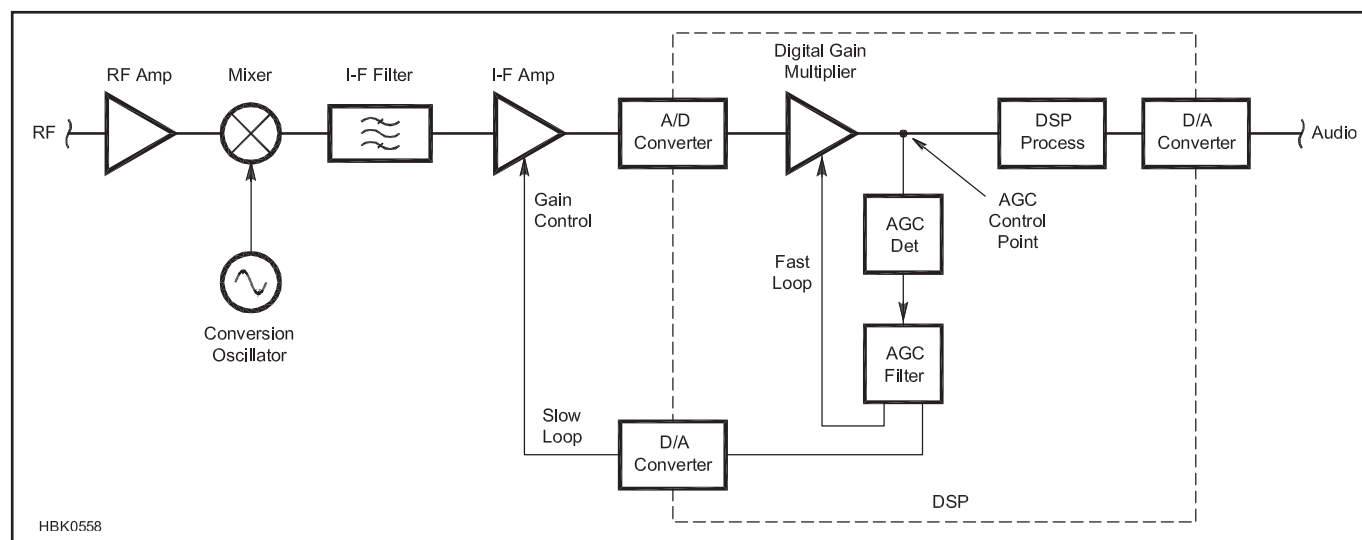 RF
RF Amp
Mixer
I-F Filter
I-F Amp
Digital Gain
Multiplier
A/D
Converter
DSP
Process
D/A
Converter
Audio
Conversion
Oscillator
Gain
Control
Fast
Loop
AGC
Det
AGC
Control
Point
AGC
Filter
Slow
Loop
D/A
Converter
DSP
HBK0558